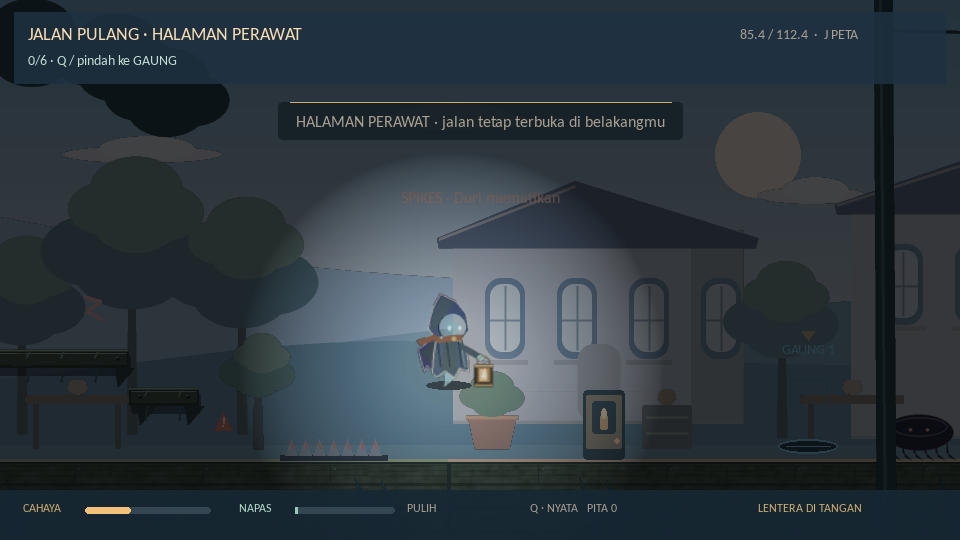 JALAN PULANG · HALAMAN PERAWAT
85.4 / 112.4 · J PETA
0/6 · Q / pindah ke GAUNG
HALAMAN PERAWAT · jalan tetap terbuka di belakangmu
SPIKES · Duri mematikan
GAUNG 1
CAHAYA
NAPAS
PULIH
Q · NYATA PITA 0
LENTERA DI TANGAN